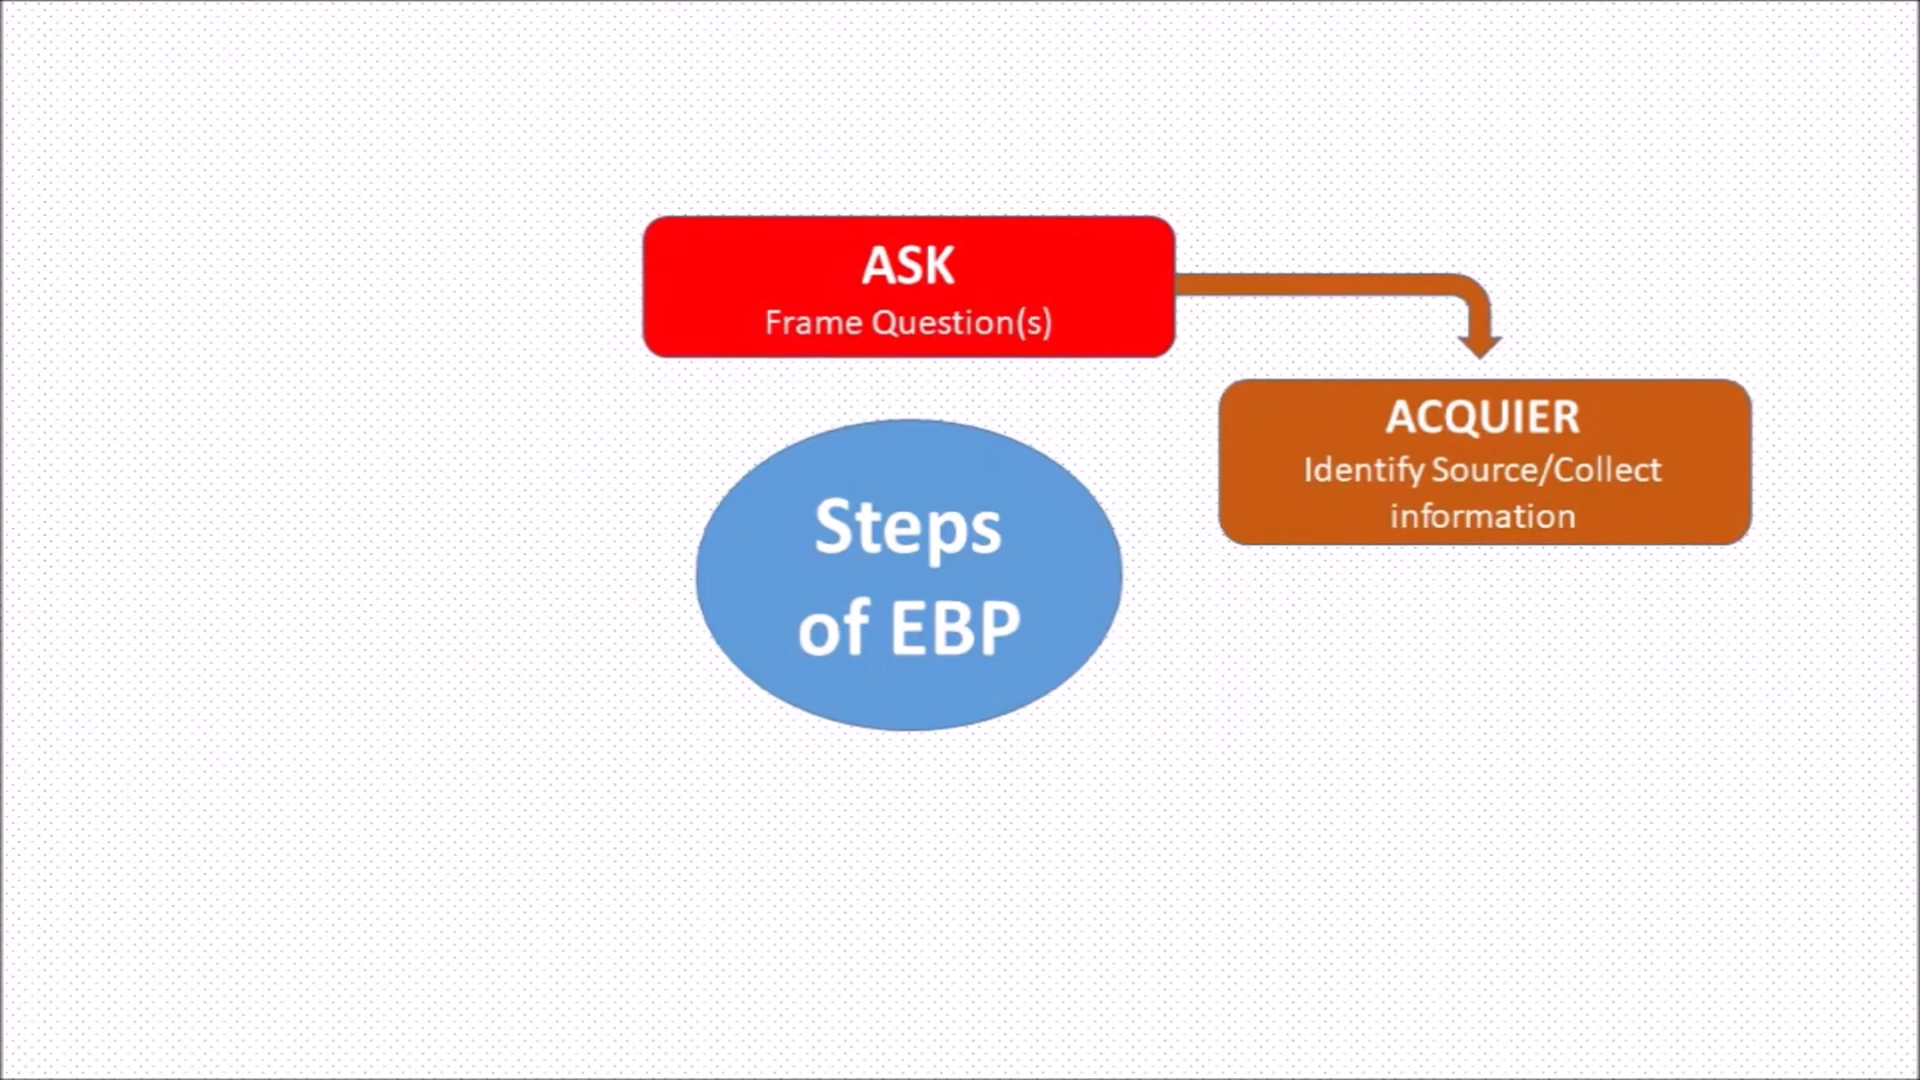 ASK
Frame Question(s)
ACQUIER
Identify Source/Collect
information
Steps
of EBP